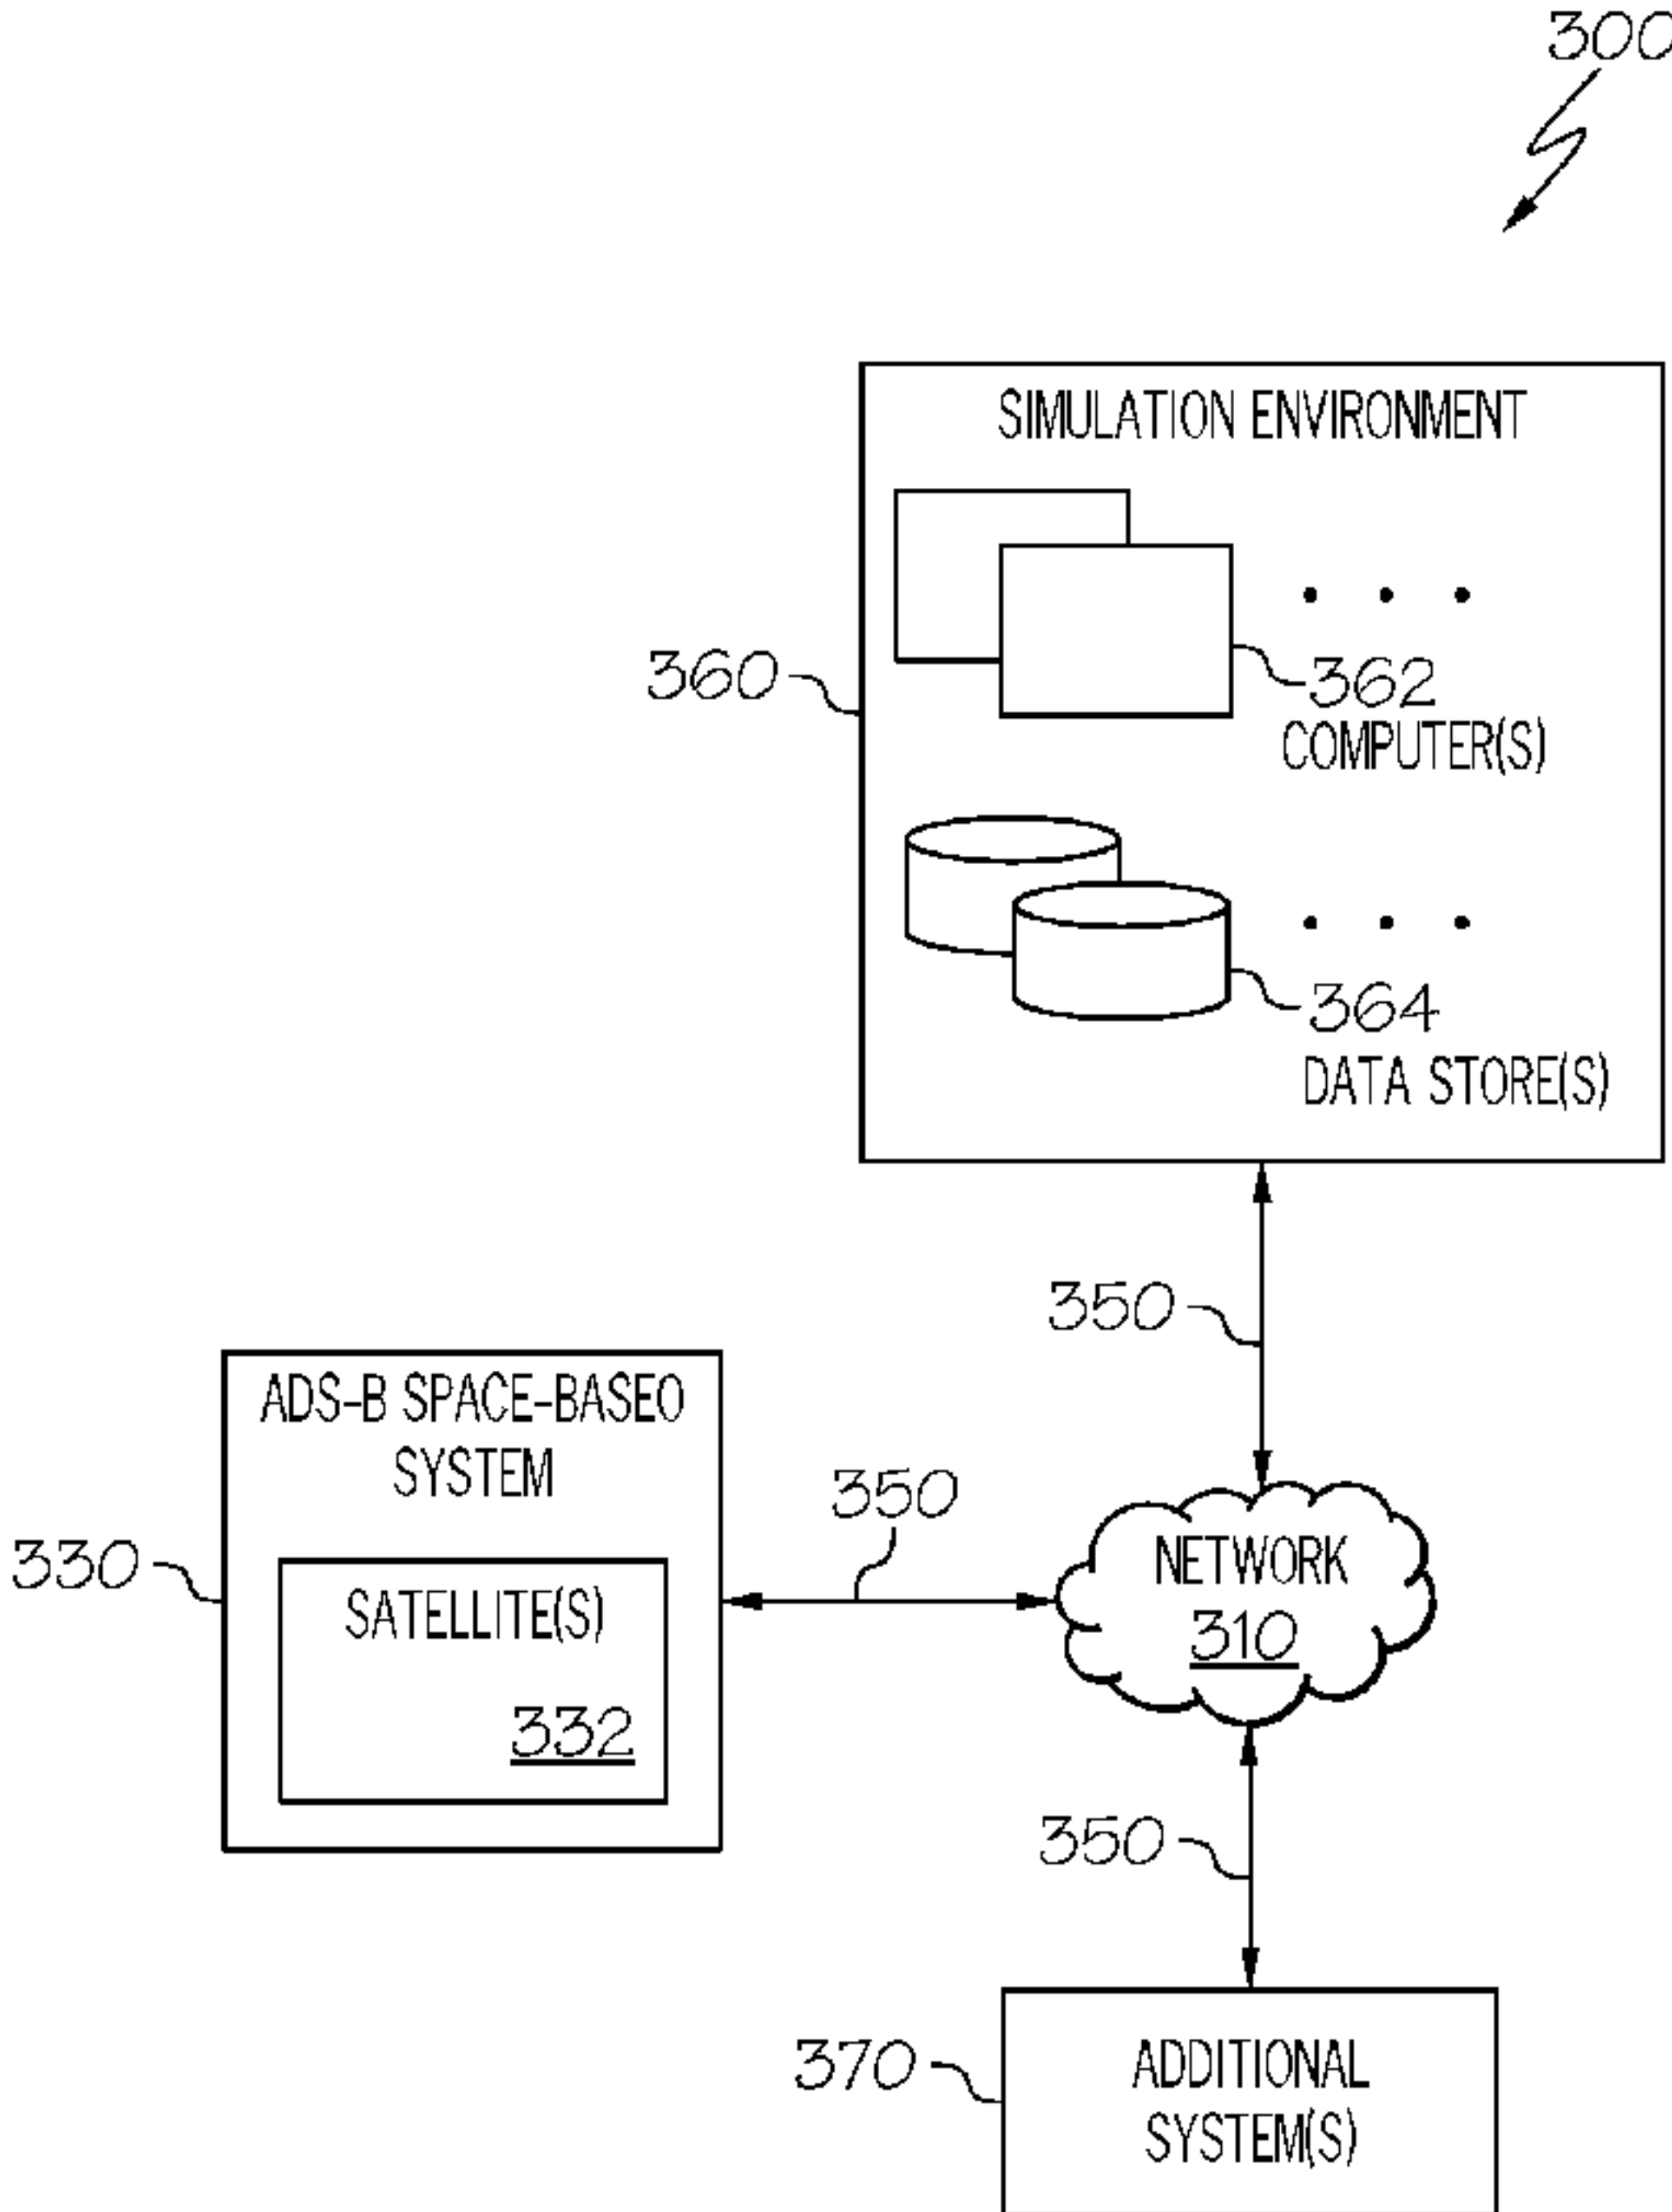 300
SIMULATION ENVIRONMENT
360
362
COMPUTER(S)
364
DATA STORE(S)
350
ADS-B SPACE-BASEO
SYSTEM
350
330
NETWORK
310
SATELLITE(S)
332
350
370
ADDITIONAL
SYSTEM(S)